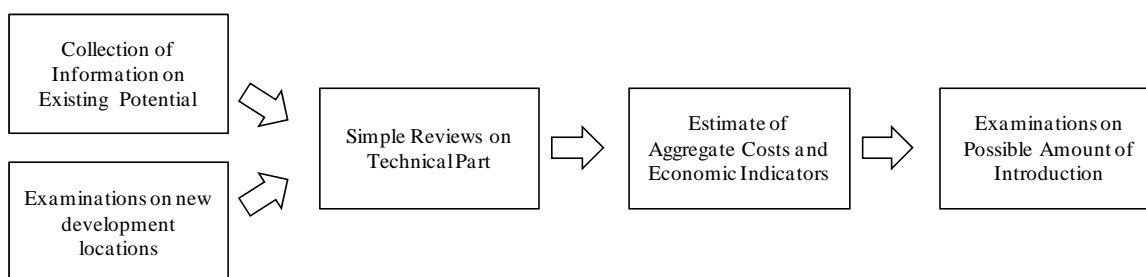 Collection of
Information on
Existing Potential
Examinations on new
development
locations
Simple Reviews on
Technical Part
Estimate of
Aggregate Costs and
Economic Indicators
Examinations on
Possible Amount of
Introduction